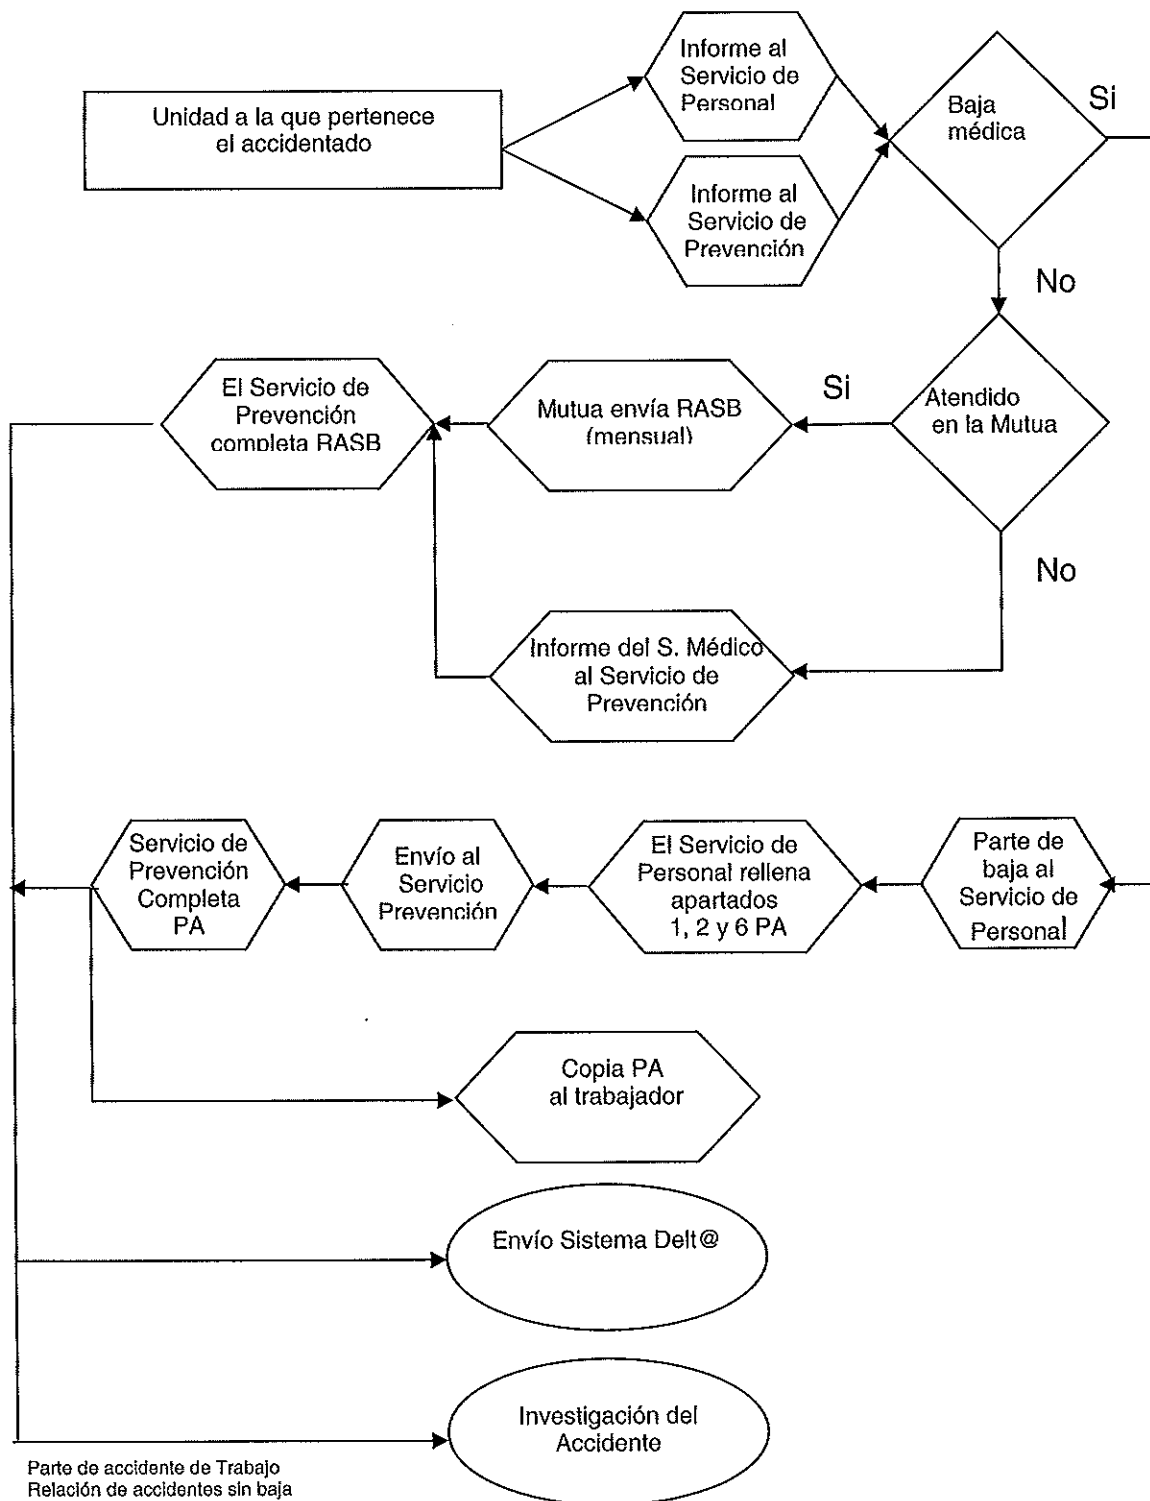 Unidad a la que pertenece
el accidentado
Informe al
Servicio de
Personal
Informe al
Servicio de
Prevención
Baja
médica
Si
No
Atendido
en la Mutua
Si
Mutua envía RASB
(mensual)
El Servicio de
Prevención
completa RASB
No
Informe del S. Médico
al Servicio de
Prevención
Parte de
baja al
Servicio de
Personal
El Servicio de
Personal rellena
apartados
1, 2 y 6 PA
Envío al
Servicio
Prevención
Servicio de
Prevención
Completa
PA
Copia PA
al trabajador
Envío Sistema Delt@
Investigación del
Accidente
Parte de accidente de Trabajo
Relación de accidentes sin baja